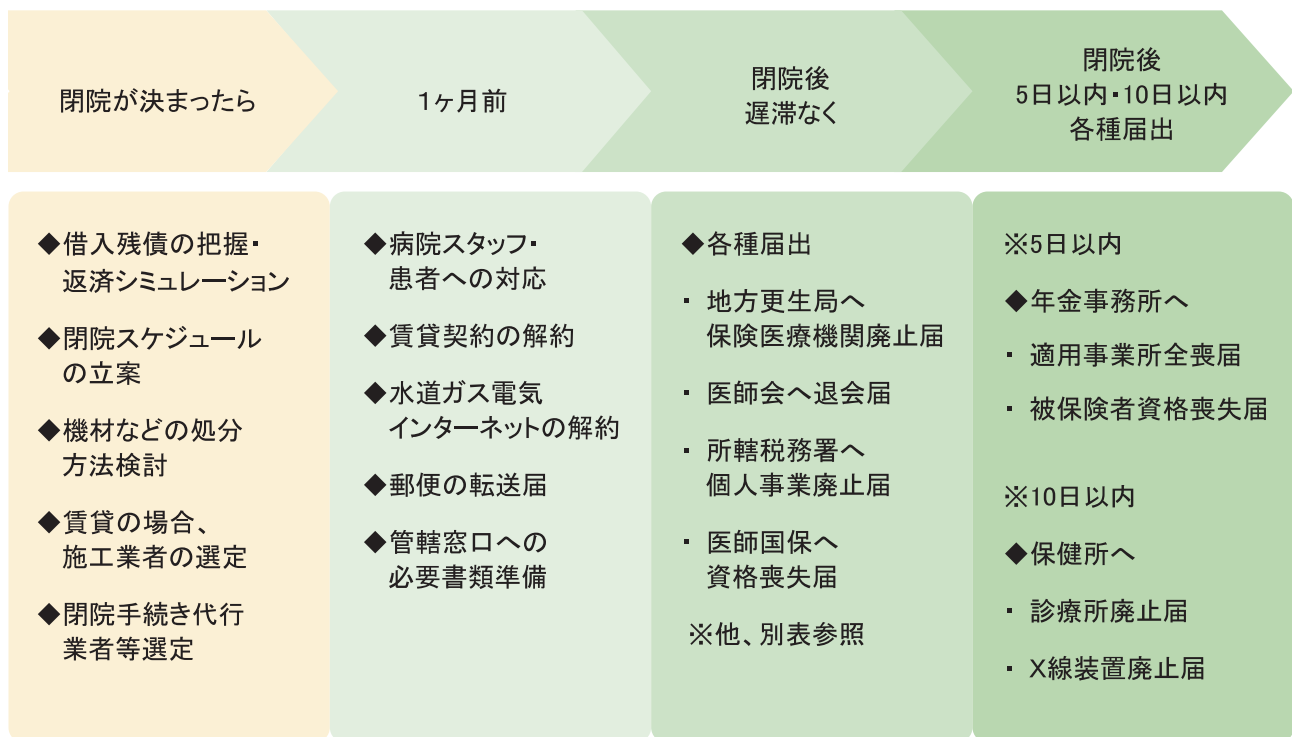 閉院が決まったら
1ヶ月前
閉院後
遅滞なく
閉院後
5日以内・10日以内
各種届出
◆借入残債の把握・
返済シミュレーション
◆閉院スケジュール
の立案
◆機材などの処分
方法検討
◆賃貸の場合、
施工業者の選定
◆閉院手続き代行
業者等選定
◆病院スタッフ・
患者への対応
◆賃貸契約の解約
◆水道ガス電気
インターネットの解約
◆郵便の転送届
◆管轄窓口への
必要書類準備
◆各種届出
・ 地方更生局へ
保険医療機関廃止届
・ 医師会へ退会届
・ 所轄税務署へ
個人事業廃止届
・ 医師国保へ
資格喪失届
※他、別表参照
※5日以内
◆年金事務所へ
・ 適用事業所全喪届
・ 被保険者資格喪失届
※10日以内
◆保健所へ
・ 診療所廃止届
・ X線装置廃止届